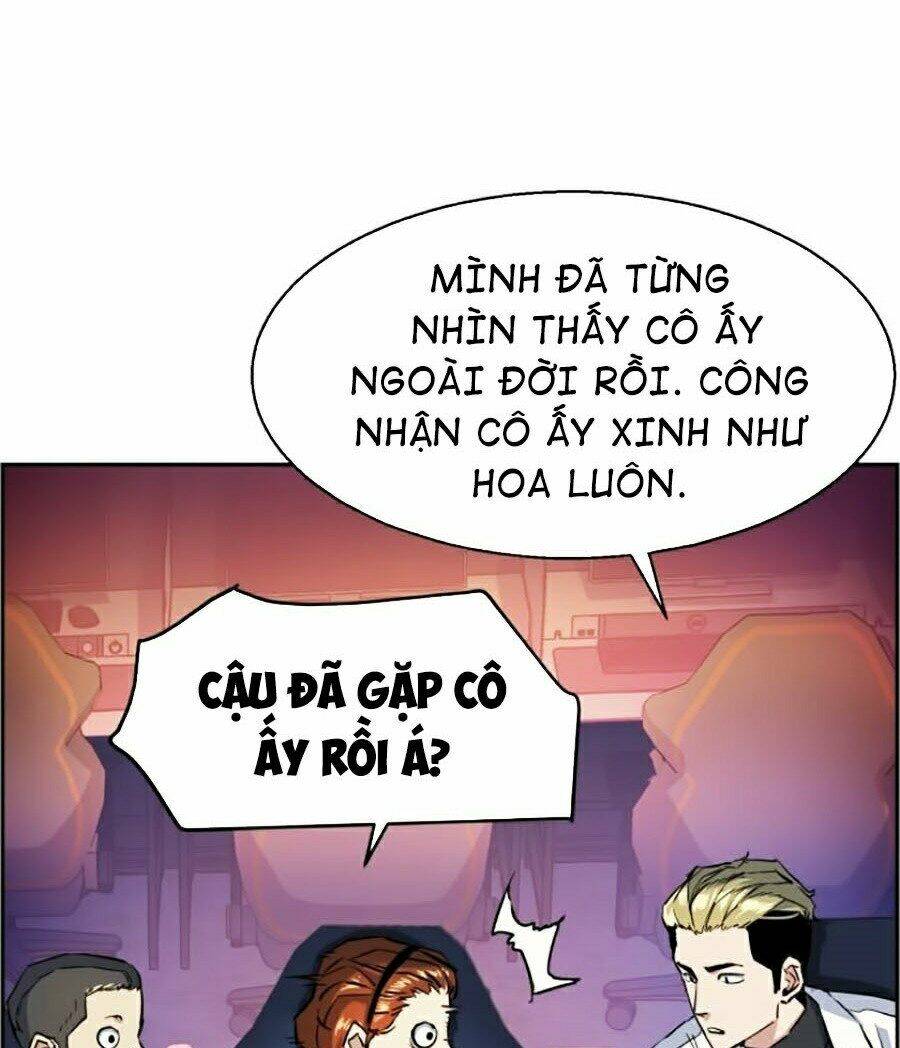 MÌNH ĐÃ TỪNG
NHÌN THẤY CÔ ẤY
NGOÀI ĐỜI RỒI. CÔNG
NHẬN CÔ ẤY XINH NHƯ
HOA LUÔN.
CẬU ĐÃ GẶP CÔ
ẤY RỒI Á?